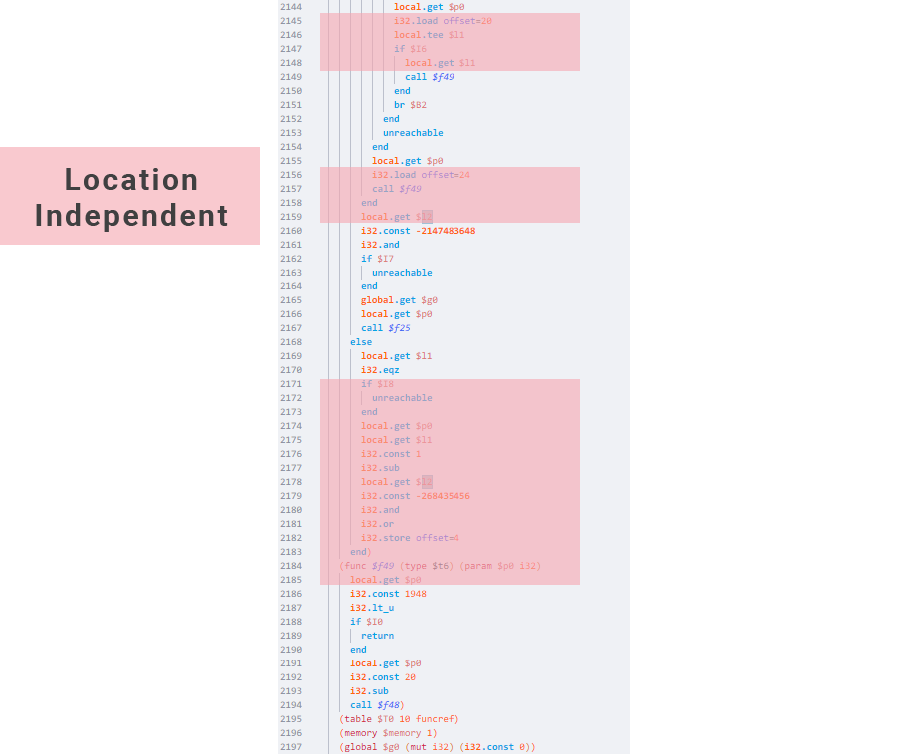 Location
Independent
2144 local.get $p0
2145 i32.load offset=20
2146 local.tee $l1
2147 if $I6
2148 local.get $l1
2149 call $f49
2150 end
2151 br $B2
2152 end
2153 unreachable
2154 end
2155 local.get $p0
2156 i32.load offset=24
2157 call $f49
2158 end
2159 local.get
2160 i32.const -2147483648
2161 i32.and
2162 if $I7
2163 unreachable
2164 end
2165 global.get $g0
2166 local.get $p0
2167 call $f25
2168 else
2169 local.get $l1
2170 i32.eqz
2171 if $I8
2172 unreachable
2173 end
2174 local.get $p0
2175 local.get $l1
2176 i32.const 1
2177 i32.sub
2178 local.get
2179 i32.const -268435456
2180 i32.and
2181 i32.or
2182 i32.store offset=4
2183 end)
2184 (func $f49 (type $t6) (param $p0 i32)
2185 local.get $p0
2186 i32.const 1948
2187 i32.lt_u
2188 if $I0
2189 return
2190 end
2191 local.get $p0
2192 i32.const 20
2193 i32.sub
2194 call $f48)
2195 (table $T0 10 funcref)
2196 (memory $memory 1)
2197 (global $g0 (mut i32) (i32.const 0))